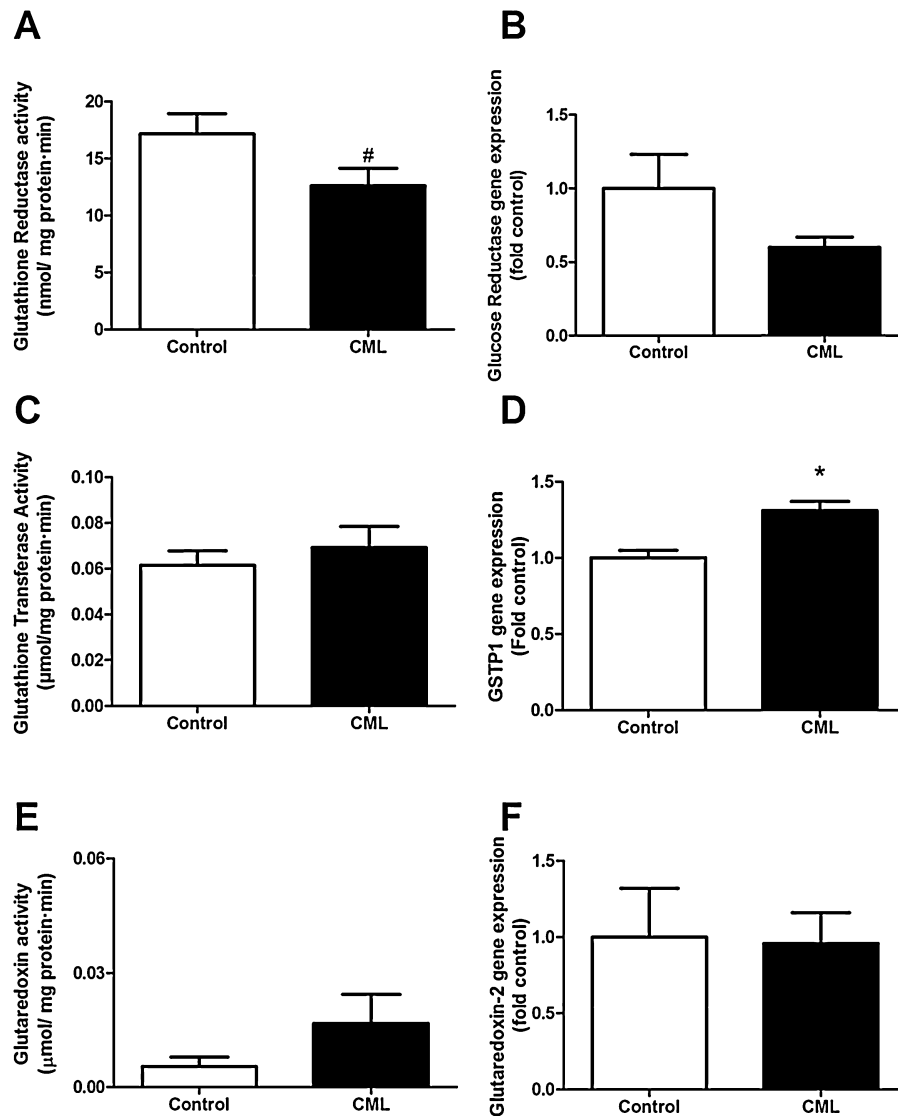 A
Glutathione Reductase activity
(nmol/ mg protein·min)
20
15
10
5
0
#
Control
CML
B
Glucose Reductase gene expression
(fold control)
1.5
1.0
0.5
0.0
Control
CML
C
Glutathione Transferase Activity
(μmol/mg protein·min)
0.10
0.08
0.06
0.04
0.02
0.00
Control
CML
D
GSTP1 gene expression
(Fold control)
1.5
1.0
0.5
0.0
*
Control
CML
E
Glutaredoxin activity
(μmol/ mg protein·min)
0.06
0.03
0.00
Control
CML
F
Glutaredoxin-2 gene expression
(fold control)
1.5
1.0
0.5
0.0
Control
CML